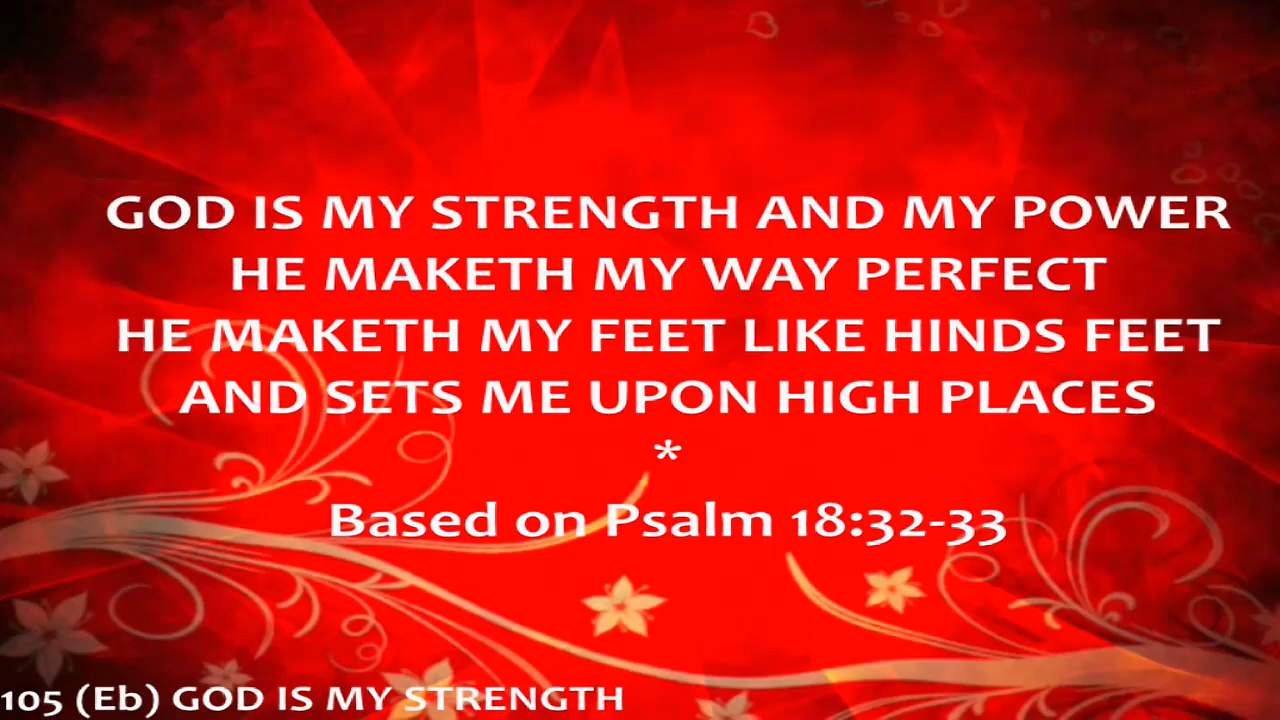 GOD IS MY STRENGTH AND MY POWER
HE MAKETH MY WAY PERFECT
HE MAKETH MY FEET LIKE HINDS FEET
AND SETS ME UPON HIGH PLACES
*
Based on Psalm 18:32-33
105 (Eb) GOD IS MY STRENGTH